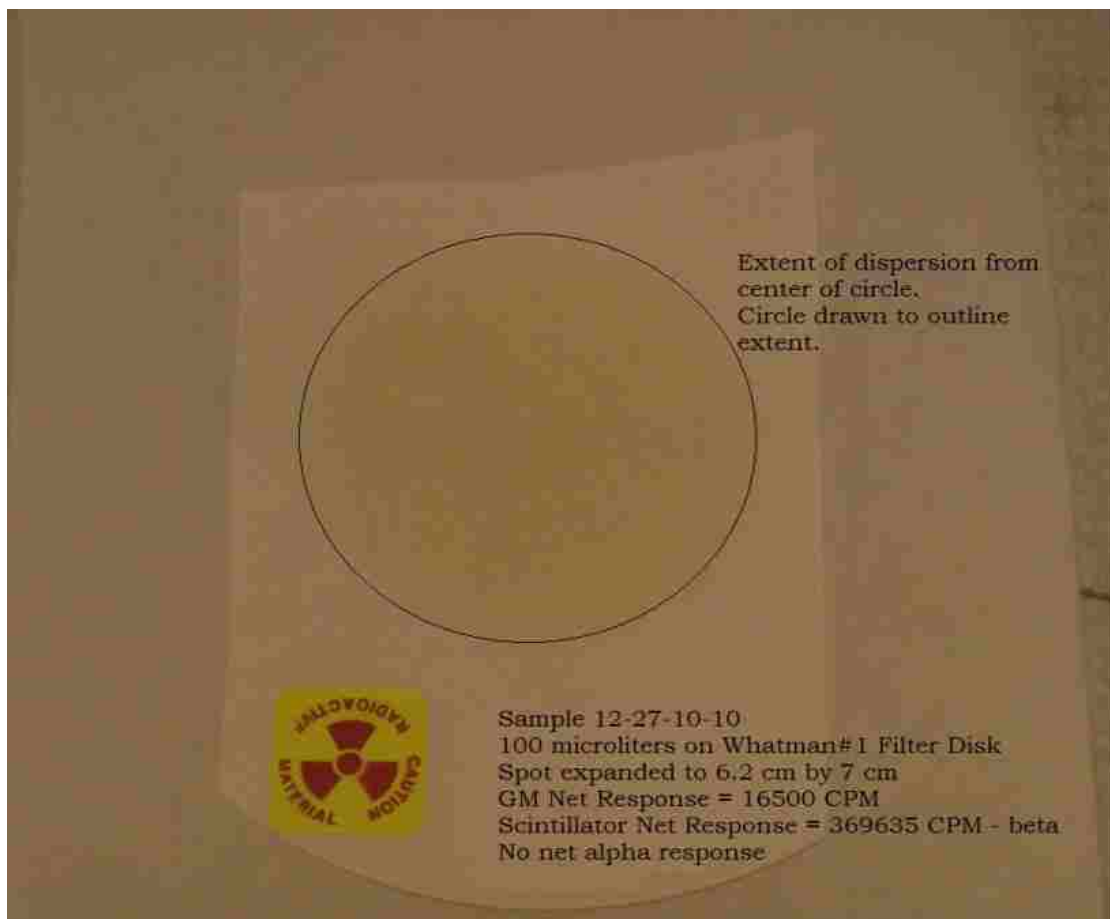 Extent of dispersion from
center of circle.
Circle drawn to outline
extent.
CAUTION
RADIOACTIVE
MATERIAL
Sample 12-27-10-10
100 microliters on Whatman#1 Filter Disk
Spot expanded to 6.2 cm by 7 cm
GM Net Response = 16500 CPM
Scintillator Net Response = 369635 CPM - beta
No net alpha response